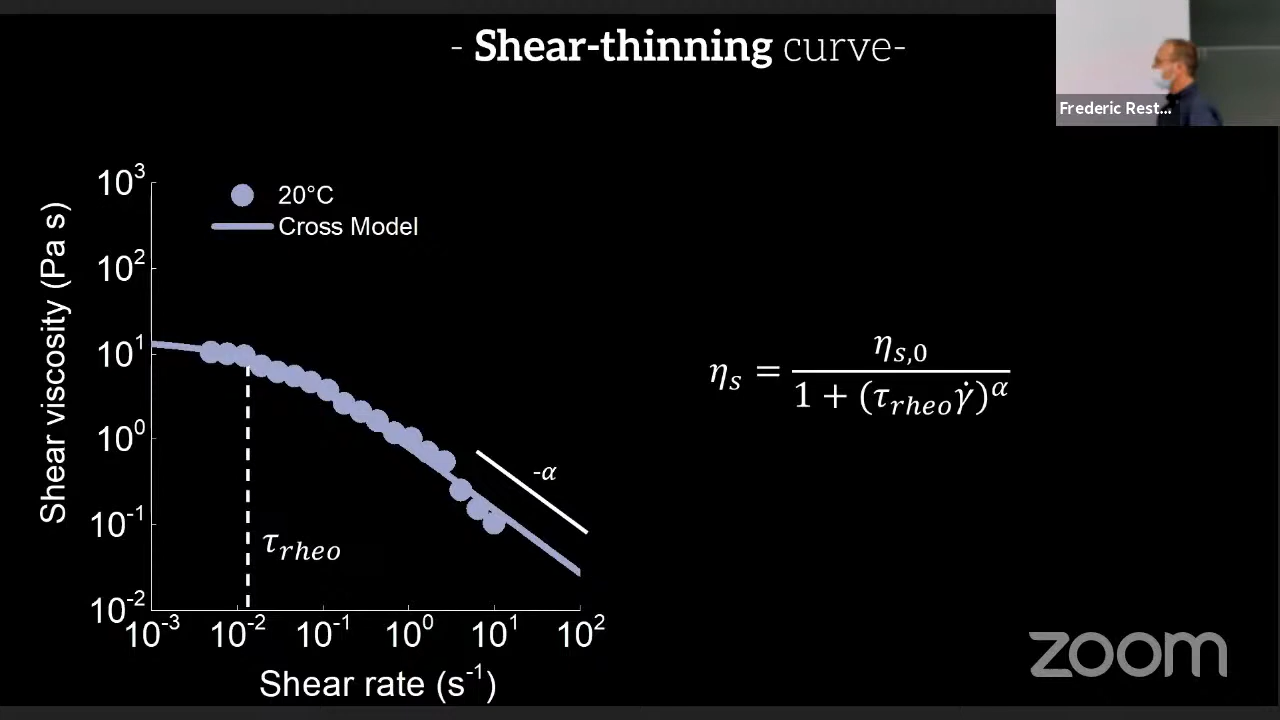 - Shear-thinning curve-
Frederic Rest...
20°C
Cross Model
Shear viscosity (Pa s)
10³
10²
10¹
10⁰
10⁻¹
10⁻²
-α
τ_rheo
η_s = η_{s,0} / (1 + (τ_rheo γ̇)^α)
10⁻³ 10⁻² 10⁻¹ 10⁰ 10¹ 10²
Shear rate (s⁻¹)
zoom